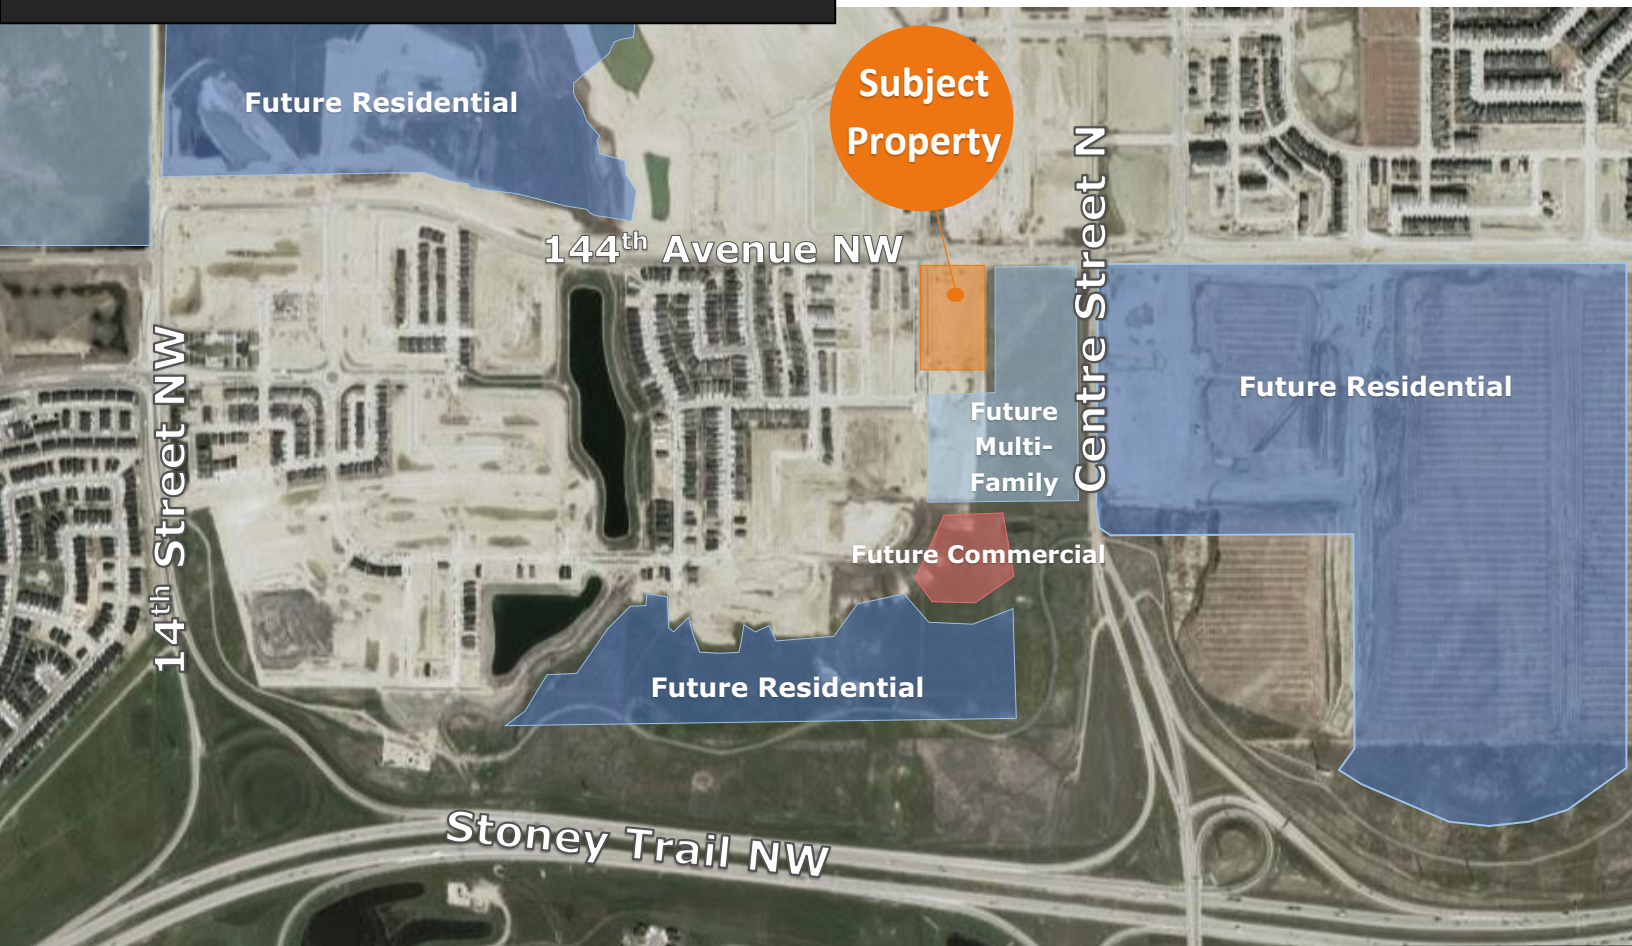 Subject
Property
Future Residential
144th Avenue NW
Centre Street N
14th Street NW
Future Residential
Future
Multi-
Family
Future Commercial
Future Residential
Stoney Trail NW